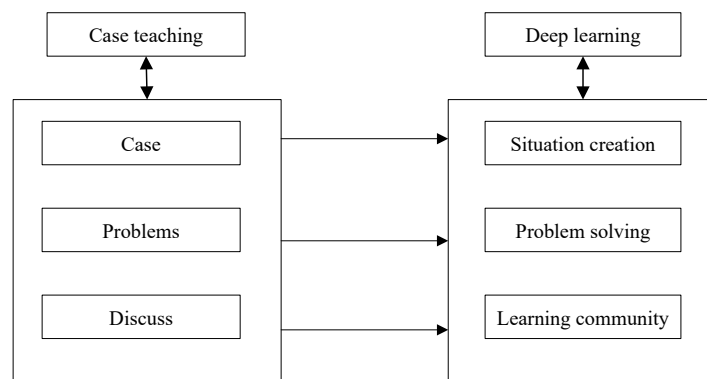 Case teaching
Deep learning
Case
Situation creation
Problems
Problem solving
Discuss
Learning community